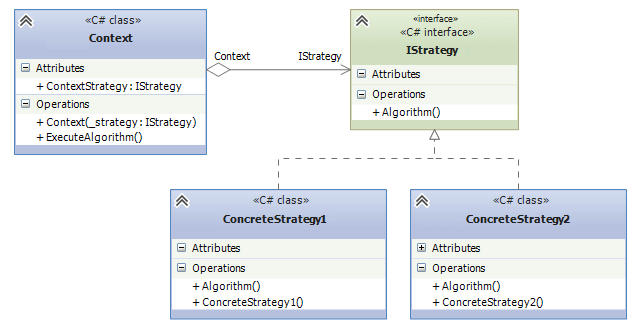 «C# class»
Context
Attributes
+ ContextStrategy : IStrategy
Operations
+ Context(_strategy : IStrategy)
+ ExecuteAlgorithm()
Context
IStrategy
«interface»
«C# interface»
IStrategy
Attributes
Operations
+ Algorithm()
«C# class»
ConcreteStrategy1
Attributes
Operations
+ Algorithm()
+ ConcreteStrategy1()
«C# class»
ConcreteStrategy2
Attributes
Operations
+ Algorithm()
+ ConcreteStrategy2()